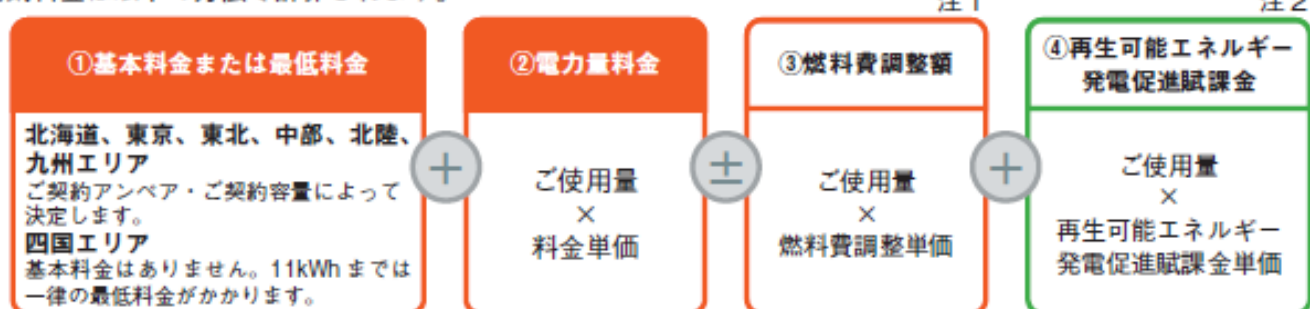 注1
注2
①基本料金または最低料金
北海道、東京、東北、中部、北陸、
九州エリア
ご契約アンペア・ご契約容量によって
決定します。
四国エリア
基本料金はありません。11kWhまでは
一律の最低料金がかかります。
+
②電力量料金
ご使用量
×
料金単価
±
③燃料費調整額
ご使用量
×
燃料費調整単価
+
④再生可能エネルギー
発電促進賦課金
ご使用量
×
再生可能エネルギー
発電促進賦課金単価